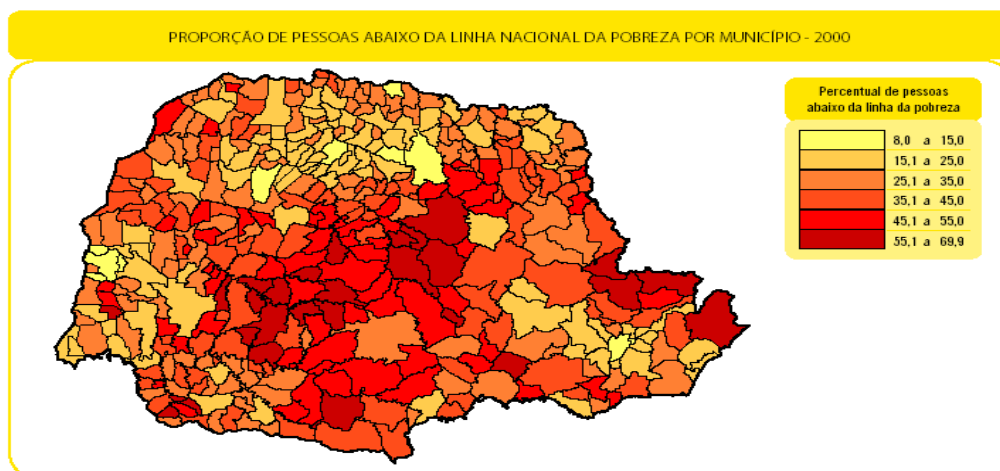 PROPORÇÃO DE PESSOAS ABAIXO DA LINHA NACIONAL DA POBREZA POR MUNICÍPIO - 2000
Percentual de pessoas
abaixo da linha da pobreza
8,0 a 15,0
15,1 a 25,0
25,1 a 35,0
35,1 a 45,0
45,1 a 55,0
55,1 a 69,9